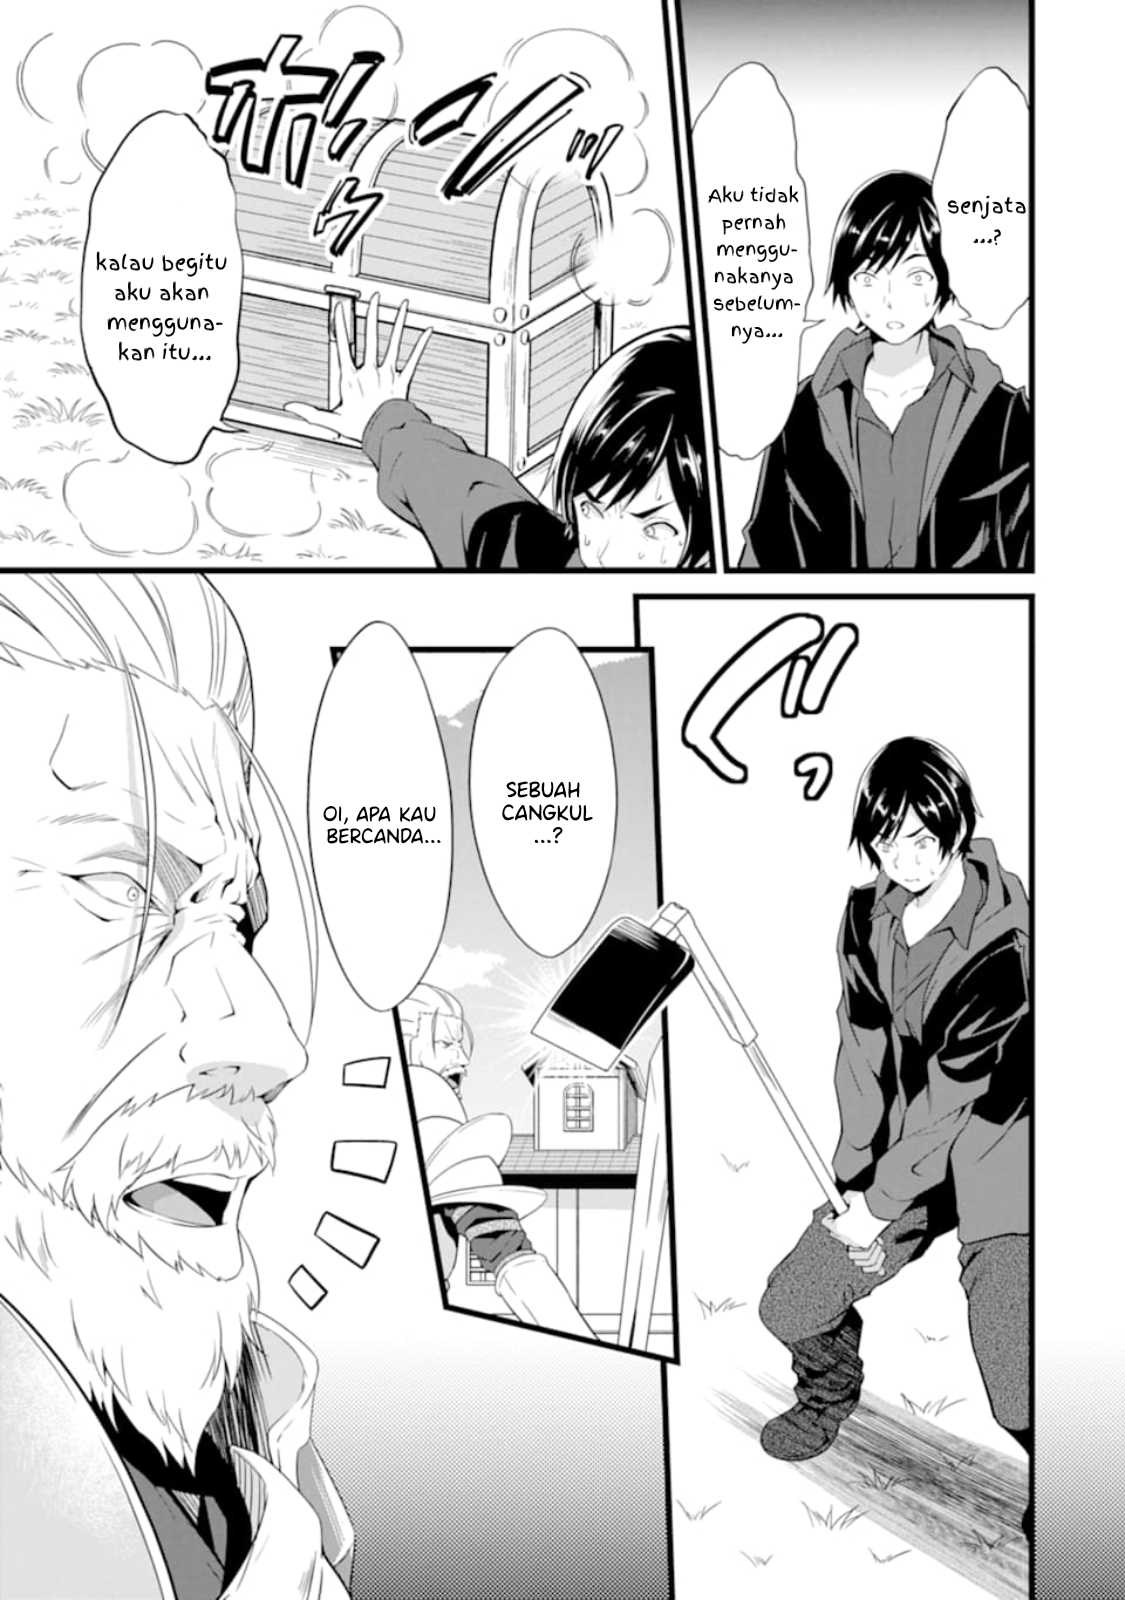 senjata
...?
Aku tidak
pernah
menggu-
nakanya
sebelum-
nya...
kalau begitu
aku akan
mengguna-
kan itu...
SEBUAH
CANGKUL
...?
OI, APA KAU
BERCANDA...